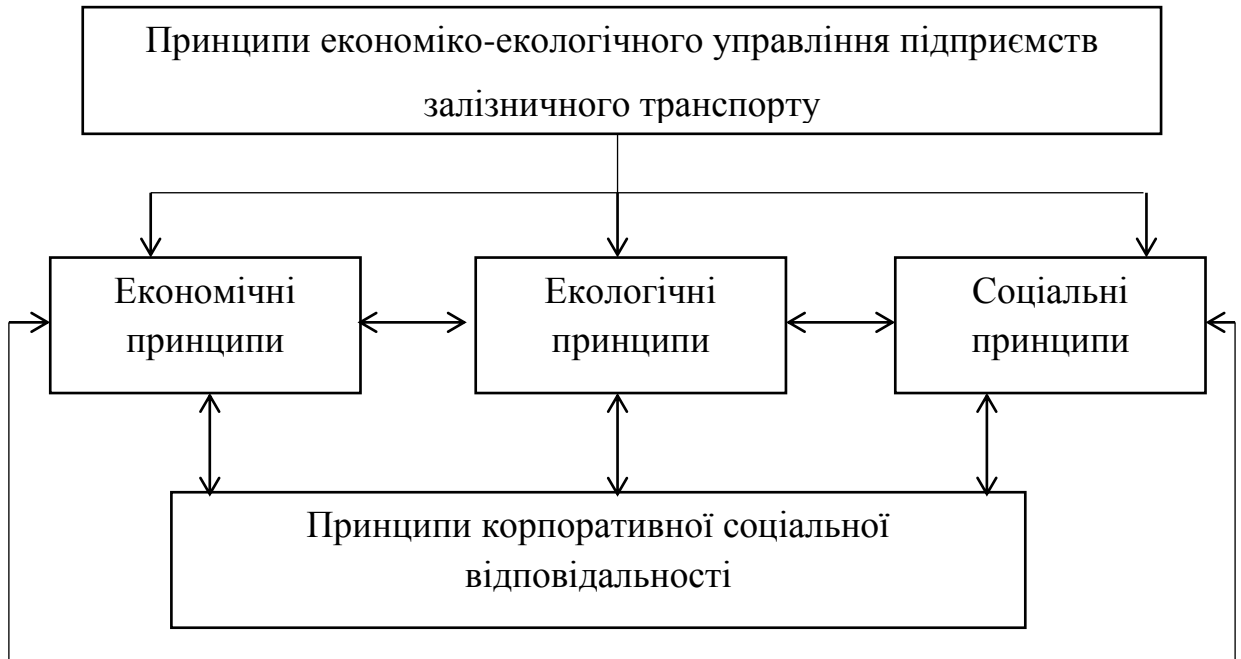 Принципи економіко-екологічного управління підприємств
залізничного транспорту
Економічні
принципи
Екологічні
принципи
Соціальні
принципи
Принципи корпоративної соціальної
відповідальності